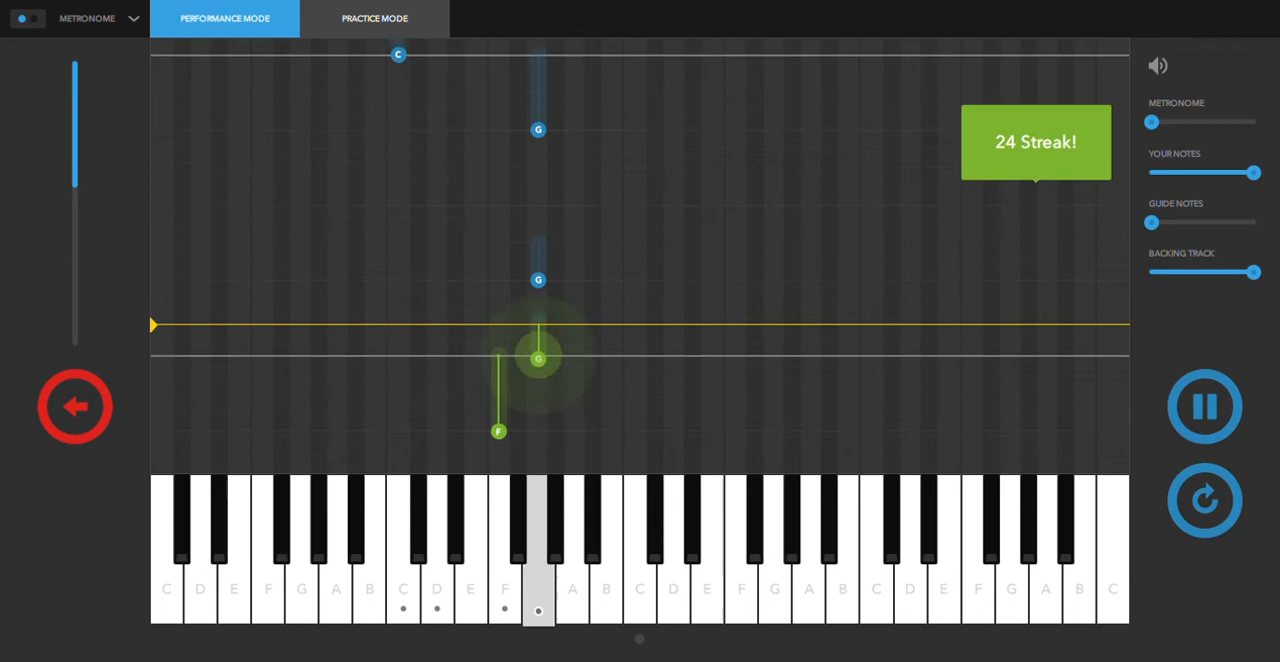 METRONOME
PERFORMANCE MODE
PRACTICE MODE
C
G
24 Streak!
METRONOME
YOUR NOTES
GUIDE NOTES
BACKING TRACK
G
G
F
C D E F G A B C D E F A B C D E F G A B C D E F G A B C